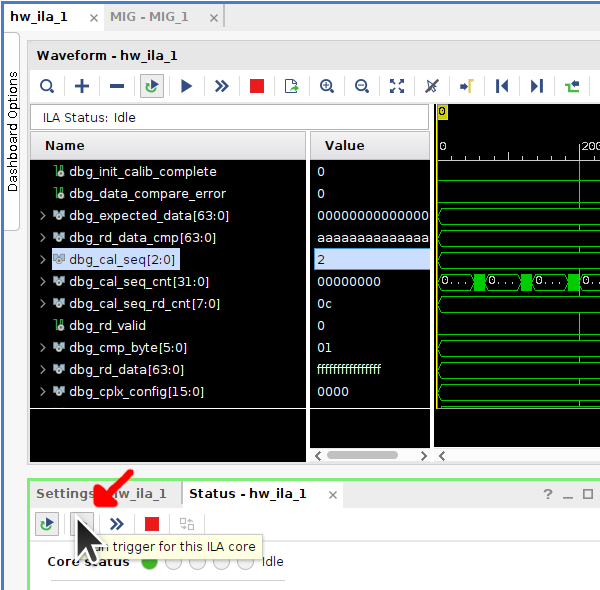 hw_ila_1 MIG - MIG_1
Dashboard Options
Waveform - hw_ila_1
ILA Status: Idle
Name Value
0
0 200
dbg_init_calib_complete 0
dbg_data_compare_error 0
dbg_expected_data[63:0] 00000000000000
dbg_rd_data_cmp[63:0] aaaaaaaaaaaaaa
dbg_cal_seq[2:0] 2
dbg_cal_seq_cnt[31:0] 00000000 0... 0... 0... 0...
dbg_cal_seq_rd_cnt[7:0] 0c
dbg_rd_valid 0
dbg_cmp_byte[5:0] 01
dbg_rd_data[63:0] ffffffffffffffff
dbg_cplx_config[15:0] 0000
Settings hw_ila_1 Status - hw_ila_1 ?
trigger for this ILA core
Core status Idle